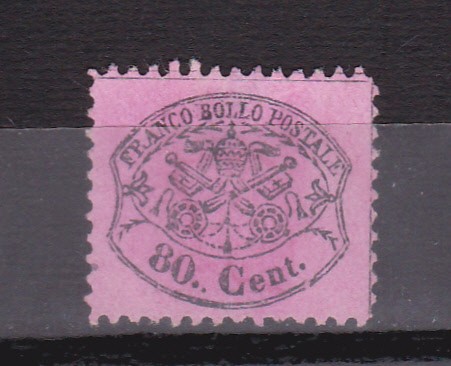 FRANCO BOLLO POSTALE
80.. Cent.